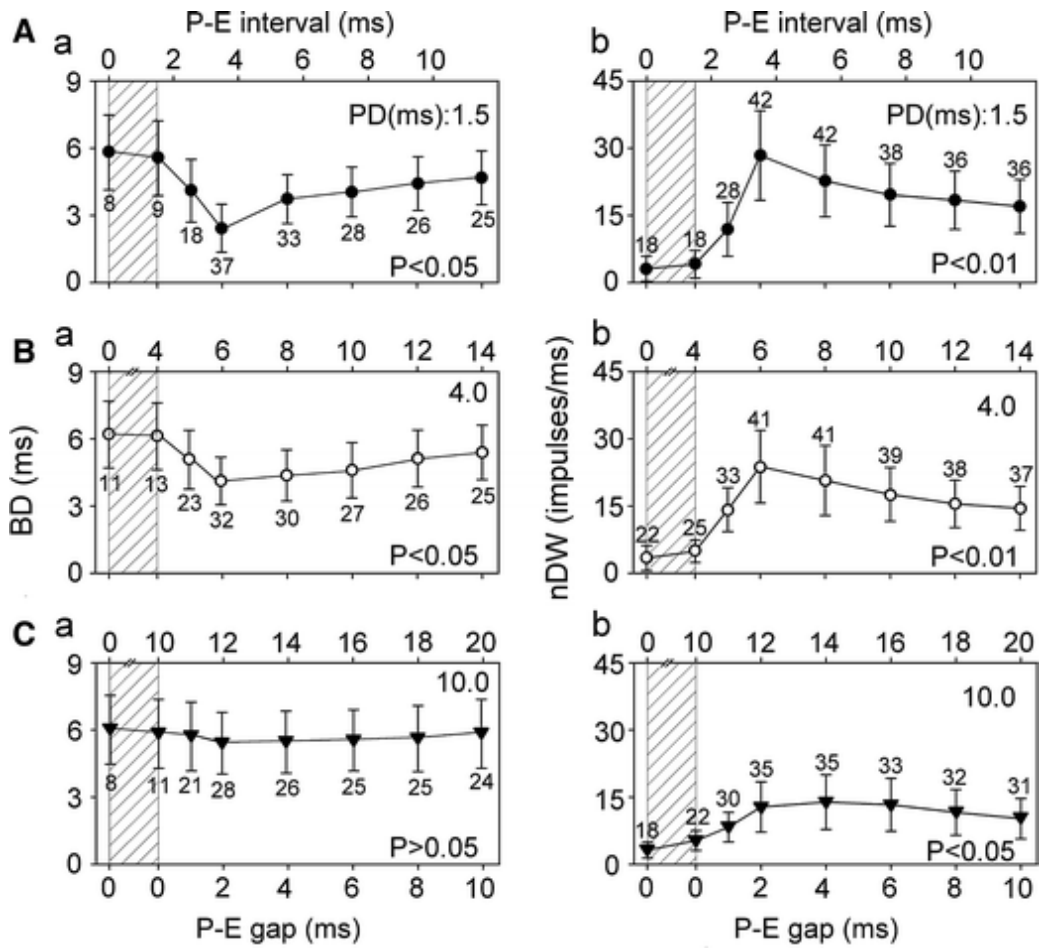 P-E interval (ms)
P-E interval (ms)
A
a
0 2 4 6 8 10
9
6
3
0
PD(ms):1.5
8 9 18 37 33 28 26 25
P<0.05
b
0 2 4 6 8 10
45
30
15
0
PD(ms):1.5
18 18 28 42 42 38 36 36
P<0.01
B
a
0 4 6 8 10 12 14
9
6
3
0
4.0
11 13 23 32 30 27 26 25
P<0.05
BD (ms)
b
0 4 6 8 10 12 14
45
30
15
0
4.0
22 25 33 41 41 39 38 37
P<0.01
nDW (impulses/ms)
C
a
0 10 12 14 16 18 20
9
6
3
0
10.0
8 11 21 28 26 25 25 24
P>0.05
0 0 2 4 6 8 10
P-E gap (ms)
b
0 10 12 14 16 18 20
45
30
15
0
10.0
18 22 30 35 35 33 32 31
P<0.05
0 0 2 4 6 8 10
P-E gap (ms)